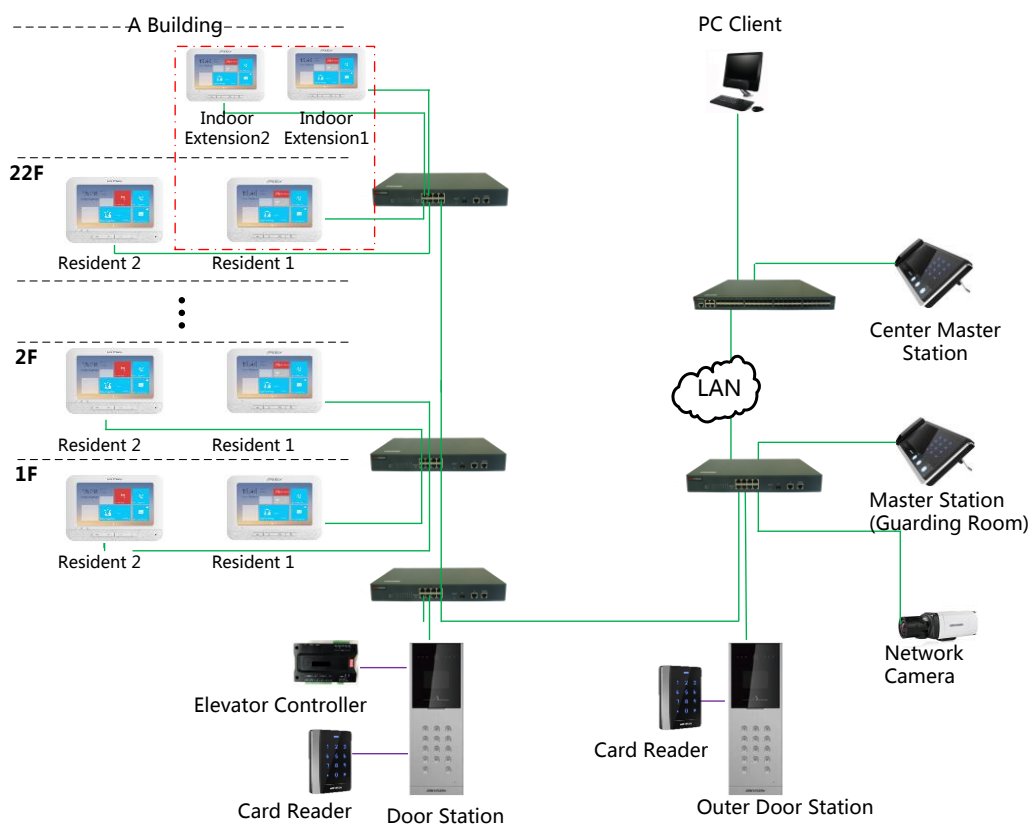 A Building
PC Client
Indoor
Extension2
Indoor
Extension1
22F
Resident 2
Resident 1
Center Master
Station
2F
LAN
Resident 2
Resident 1
1F
Master Station
(Guarding Room)
Resident 2
Resident 1
Network
Camera
Elevator Controller
Card Reader
Card Reader
Door Station
Outer Door Station